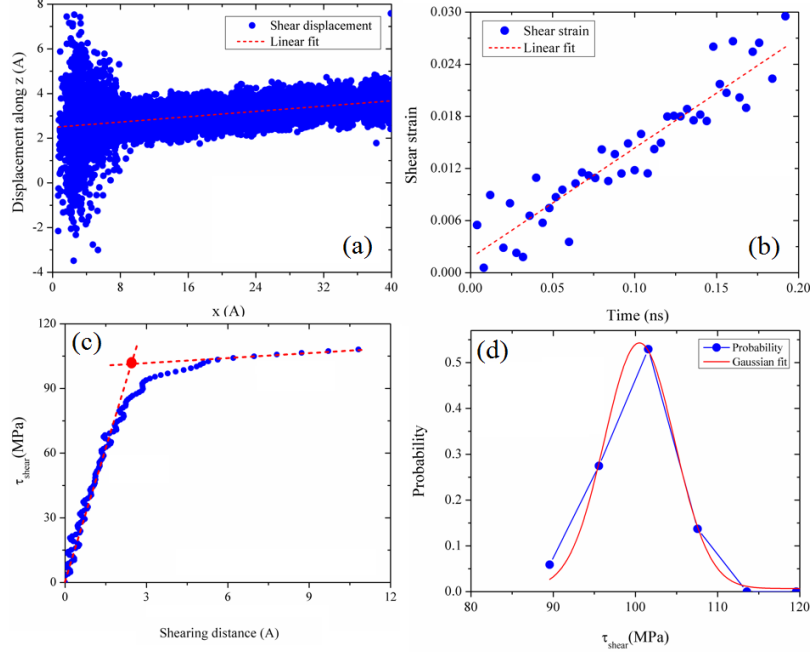 8
6
4
2
0
-2
-4
Displacement along z (A)
Shear displacement
Linear fit
(a)
0 8 16 24 32 40
x (A)
0.030
0.024
0.018
0.012
0.006
0.000
Shear strain
Shear strain
Linear fit
(b)
0.00 0.05 0.10 0.15 0.20
Time (ns)
120
90
60
30
0
τshear(MPa)
(c)
0 3 6 9 12
Shearing distance (A)
0.5
0.4
0.3
0.2
0.1
0.0
Probability
(d)
Probability
Gaussian fit
80 90 100 110 120
τshear(MPa)